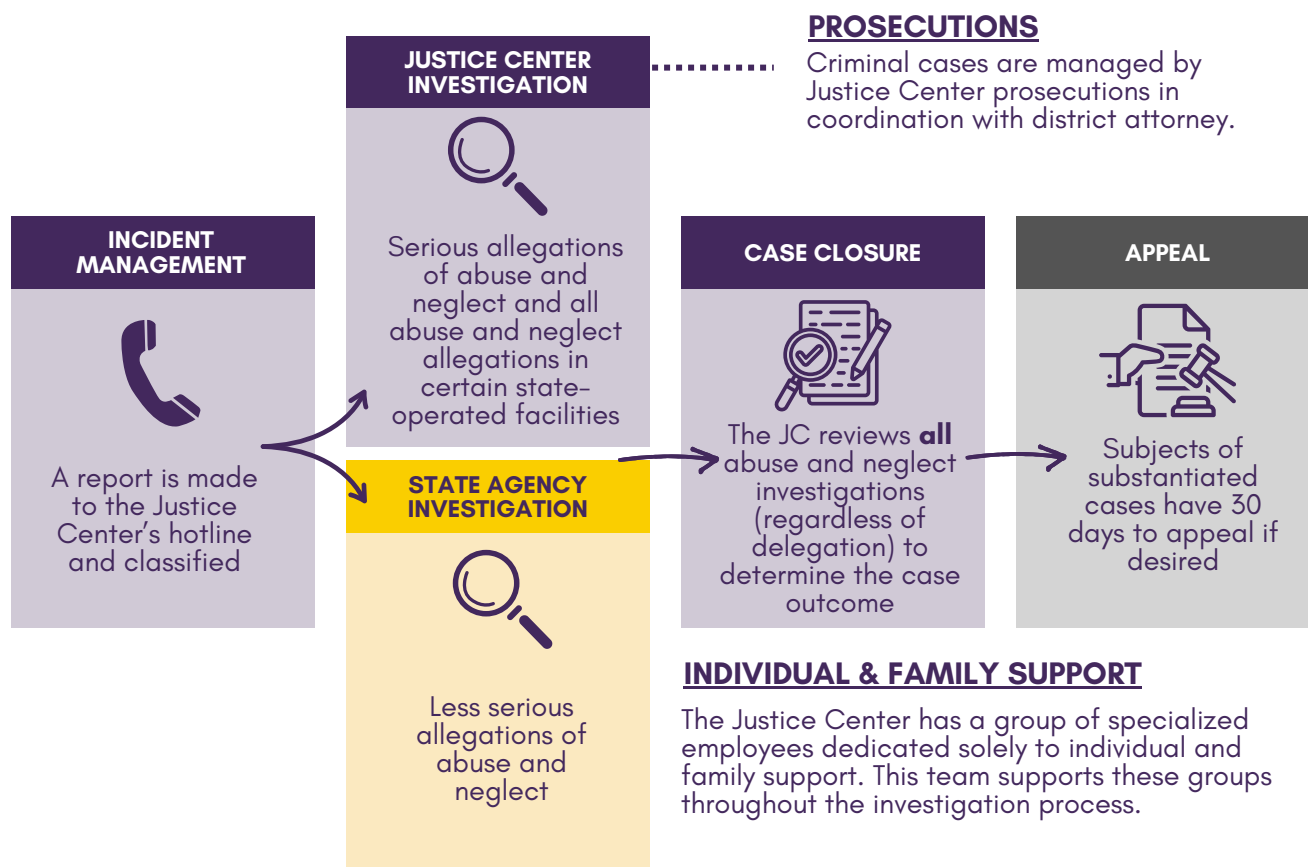 INCIDENT
MANAGEMENT
A report is made
to the Justice
Center’s hotline
and classified
JUSTICE CENTER
INVESTIGATION
Serious allegations
of abuse and
neglect and all
abuse and neglect
allegations in
certain state-
operated facilities
PROSECUTIONS
Criminal cases are managed by
Justice Center prosecutions in
coordination with district attorney.
STATE AGENCY
INVESTIGATION
Less serious
allegations of
abuse and
neglect
CASE CLOSURE
The JC reviews all
abuse and neglect
investigations
(regardless of
delegation) to
determine the case
outcome
APPEAL
Subjects of
substantiated
cases have 30
days to appeal if
desired
INDIVIDUAL & FAMILY SUPPORT
The Justice Center has a group of specialized
employees dedicated solely to individual and
family support. This team supports these groups
throughout the investigation process.